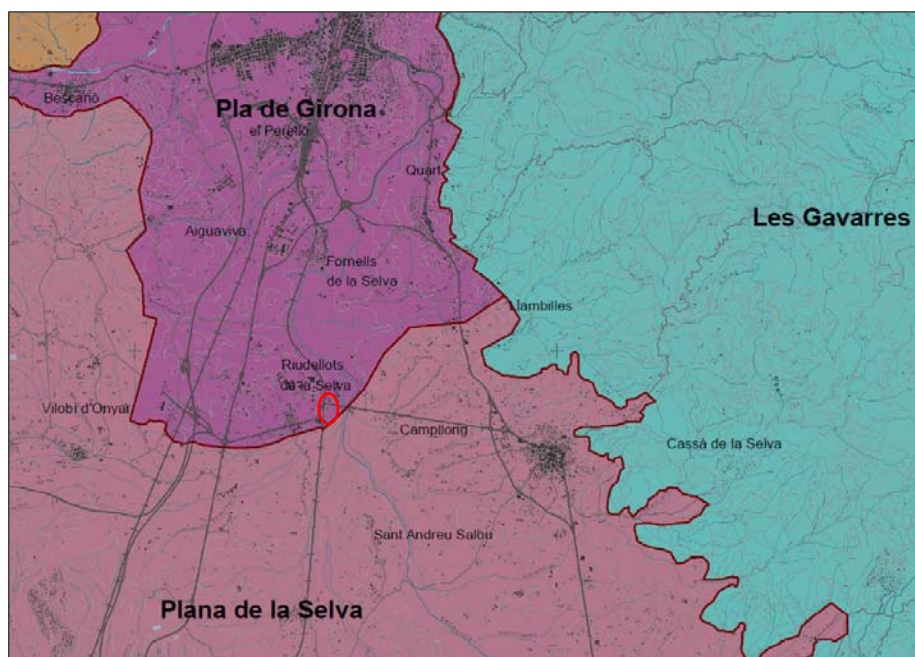 Bescanó
Pla de Girona
el Perelló
Quart
Les Gavarres
Aiguaviva
Fornells
de la Selva
Llambilles
Riudellots
de la Selva
Vilobí d'Onyar
Campllong
Cassà de la Selva
Sant Andreu Salou
Plana de la Selva